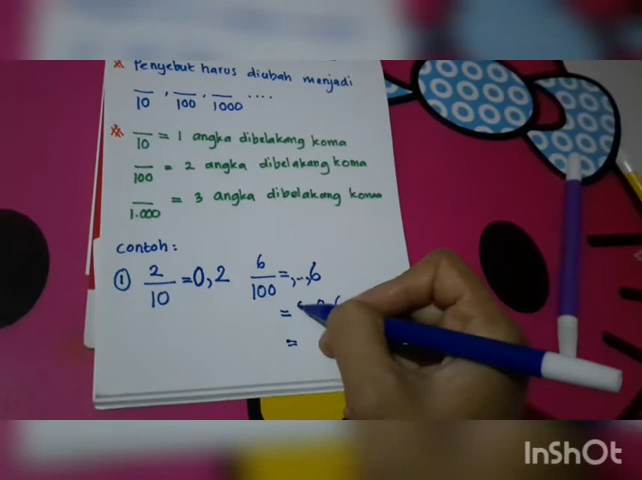 ※ Penyebut harus diubah menjadi
— 10 , — 100 , — 1000 ....
※ — 10 = 1 angka dibelakang koma
— 100 = 2 angka dibelakang koma
— 1.000 = 3 angka dibelakang koma
Contoh:
① 2/10 = 0,2 6/100 = ,...6
=
=
InShOt